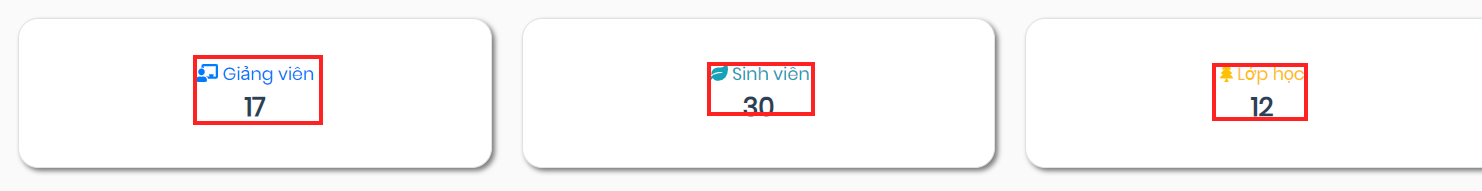 Giảng viên
17
Sinh viên
30
Lớp học
12